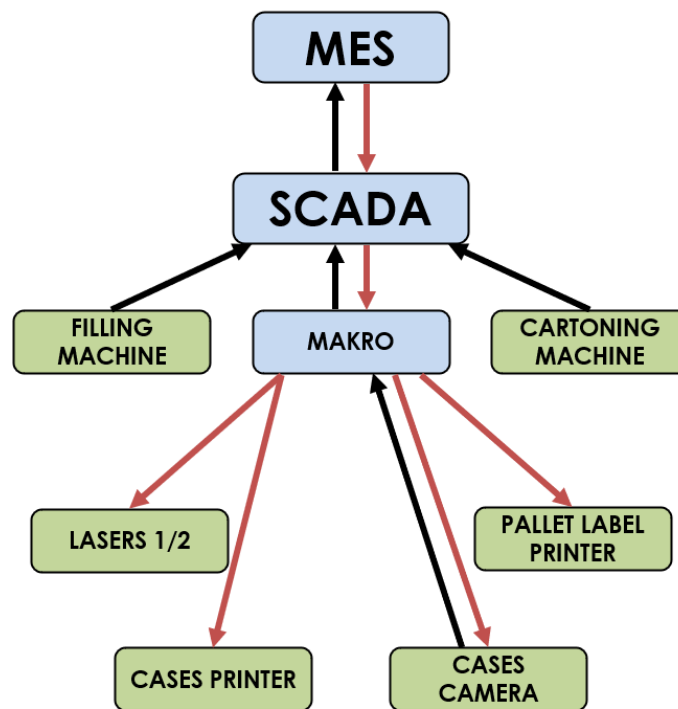 MES
SCADA
FILLING
MACHINE
MAKRO
CARTONING
MACHINE
LASERS 1/2
PALLET LABEL
PRINTER
CASES PRINTER
CASES
CAMERA